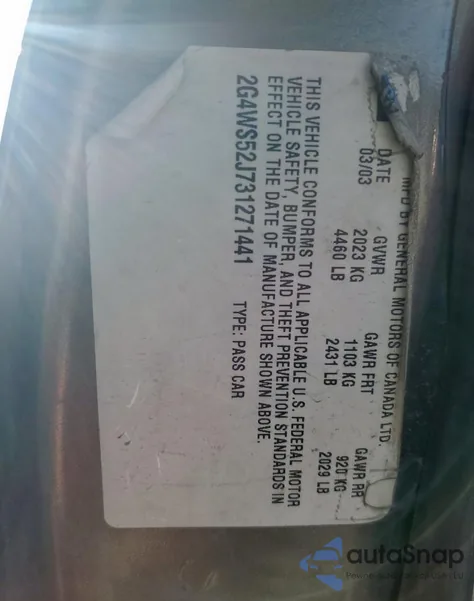 MFD BY GENERAL MOTORS OF CANADA LTD.
DATE GVWR GAWR FRT GAWR RR
03/03 2023 KG 1103 KG 920 KG
4460 LB 2431 LB 2029 LB
THIS VEHICLE CONFORMS TO ALL APPLICABLE U.S. FEDERAL MOTOR
VEHICLE SAFETY, BUMPER, AND THEFT PREVENTION STANDARDS IN
EFFECT ON THE DATE OF MANUFACTURE SHOWN ABOVE.
2G4WS52J731271441 TYPE: PASS CAR
autoSnap